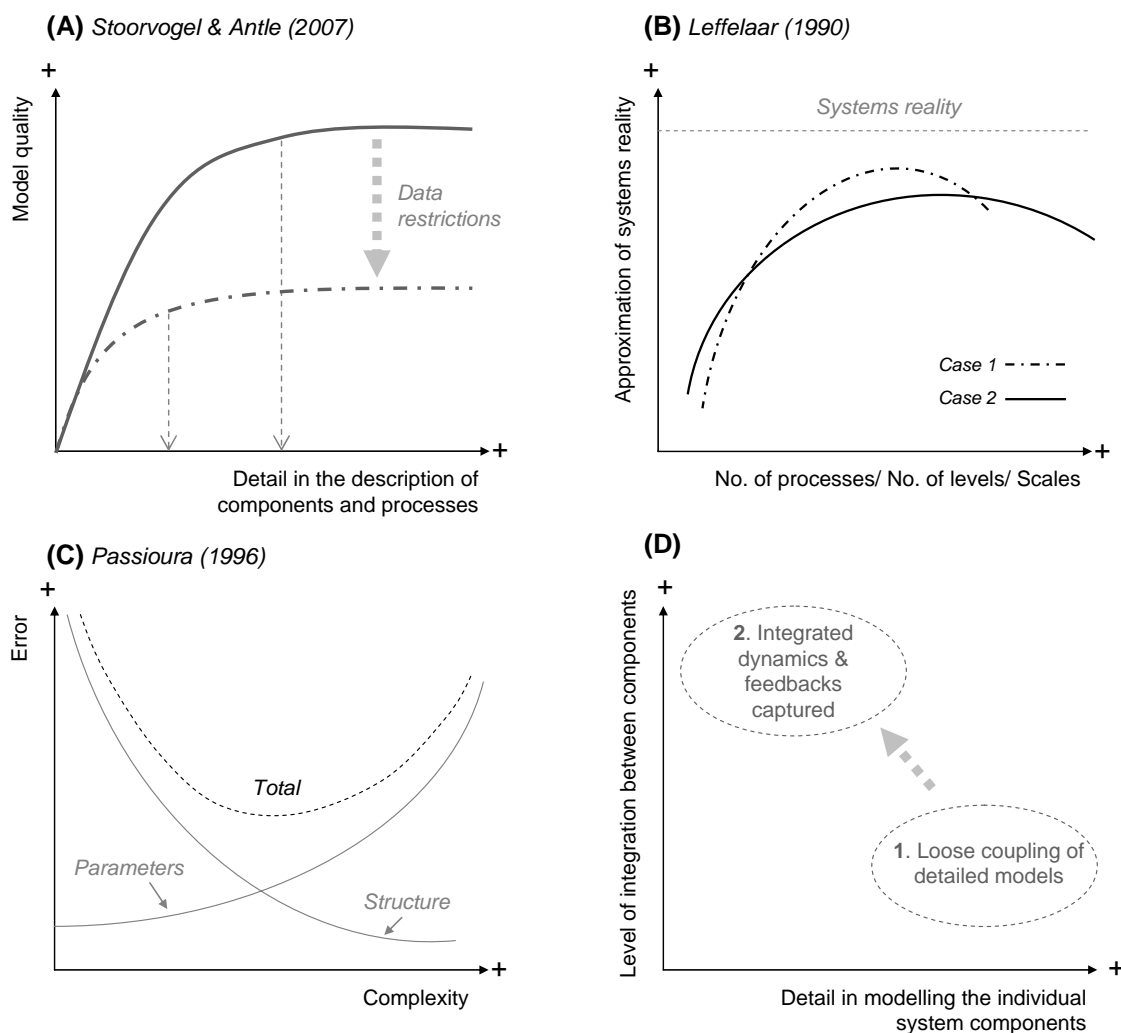 (A) Stoorvogel & Antle (2007)
+
Model quality
Data
restrictions
+
Detail in the description of
components and processes
(B) Leffelaar (1990)
+
Approximation of systems reality
Systems reality
Case 1
Case 2
+
No. of processes/ No. of levels/ Scales
(C) Passioura (1996)
+
Error
Total
Parameters
Structure
+
Complexity
(D)
+
Level of integration between components
2. Integrated
dynamics &
feedbacks
captured
1. Loose coupling of
detailed models
+
Detail in modelling the individual
system components